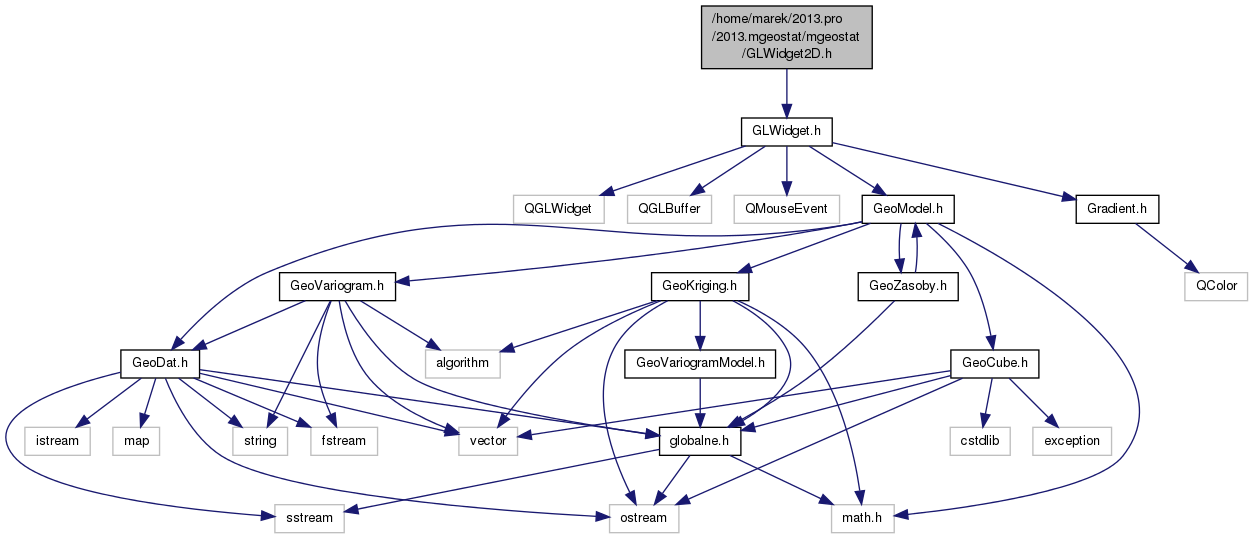 /home/marek/2013.pro
/2013.mgeostat/mgeostat
/GLWidget2D.h
GLWidget.h
QGLWidget
QGLBuffer
QMouseEvent
GeoModel.h
Gradient.h
GeoVariogram.h
GeoKriging.h
GeoZasoby.h
QColor
GeoDat.h
algorithm
GeoVariogramModel.h
GeoCube.h
istream
map
string
fstream
vector
globalne.h
cstdlib
exception
sstream
ostream
math.h